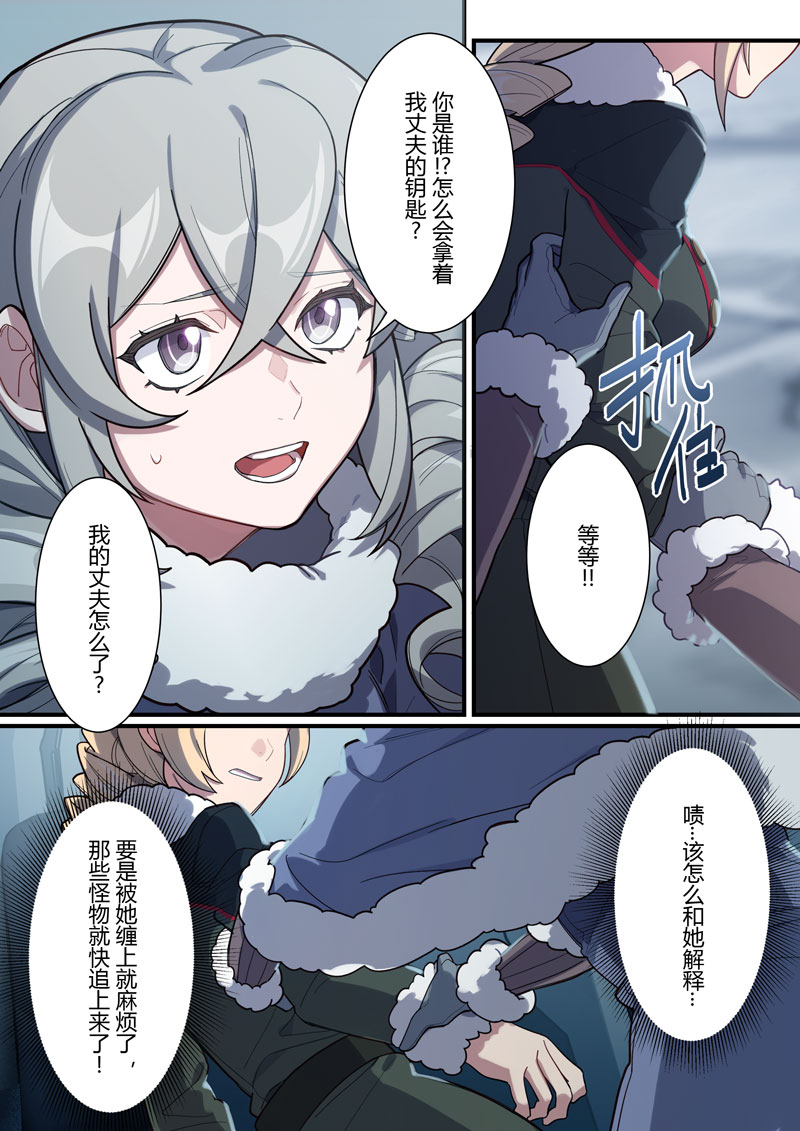 抓住
等等!!
你是谁!?怎么会拿着
我丈夫的钥匙？
我的丈夫怎么了？
啧…该怎么和她解释…
要是被她缠上就麻烦了，
那些怪物就快追上来了！